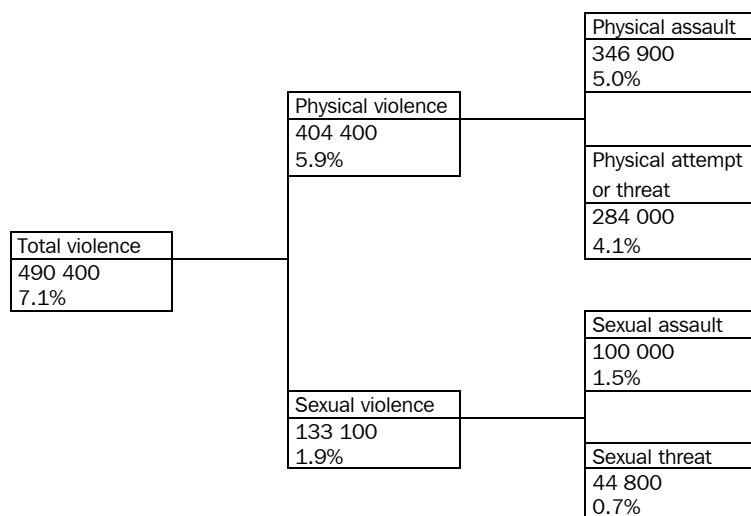 Physical assault
346 900
5.0%
Physical violence
404 400
5.9%
Physical attempt
or threat
284 000
4.1%
Total violence
490 400
7.1%
Sexual assault
100 000
1.5%
Sexual violence
133 100
1.9%
Sexual threat
44 800
0.7%